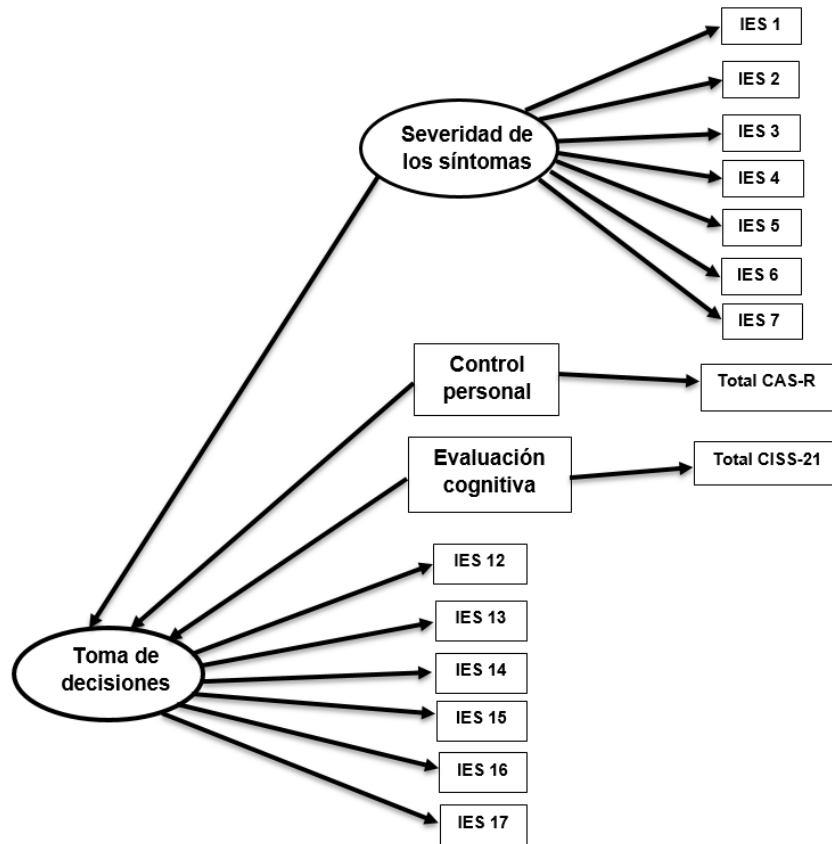 IES 1
IES 2
Severidad de
los síntomas
IES 3
IES 4
IES 5
IES 6
IES 7
Control
personal
Total CAS-R
Evaluación
cognitiva
Total CISS-21
IES 12
IES 13
Toma de
decisiones
IES 14
IES 15
IES 16
IES 17